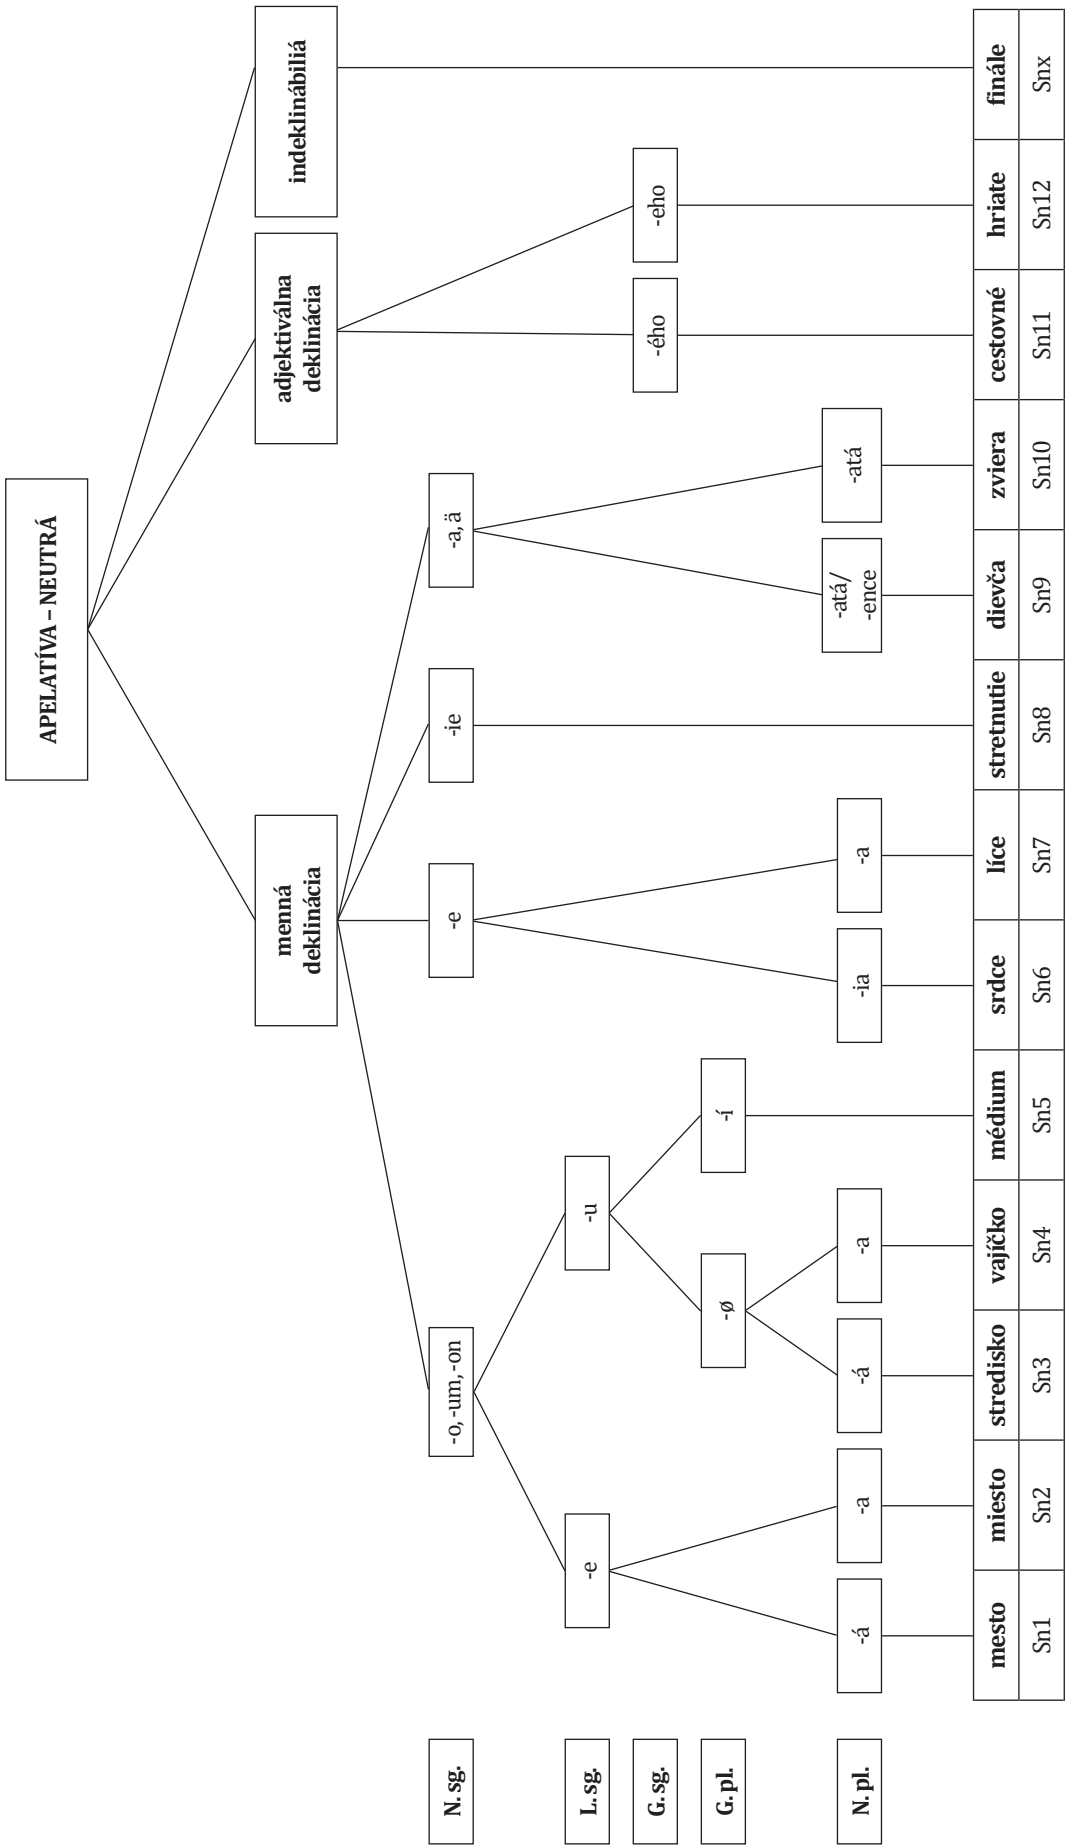 APELATÍVA – NEUTRÁ
menná
deklinácia
adjektiválna
deklinácia
indeklinábiliá
N. sg.
-o, -um, -on
-e
-ie
-a, ä
L. sg.
-e
-u
G. sg.
-ého
-eho
G. pl.
-ø
-í
N. pl.
-á
-a
-á
-a
-ia
-a
-atá/
-ence
-atá
mesto
miesto
stredisko
vajíčko
médium
srdce
líce
stretnutie
dievča
zviera
cestovné
hriate
finále
Sn1
Sn2
Sn3
Sn4
Sn5
Sn6
Sn7
Sn8
Sn9
Sn10
Sn11
Sn12
Snx